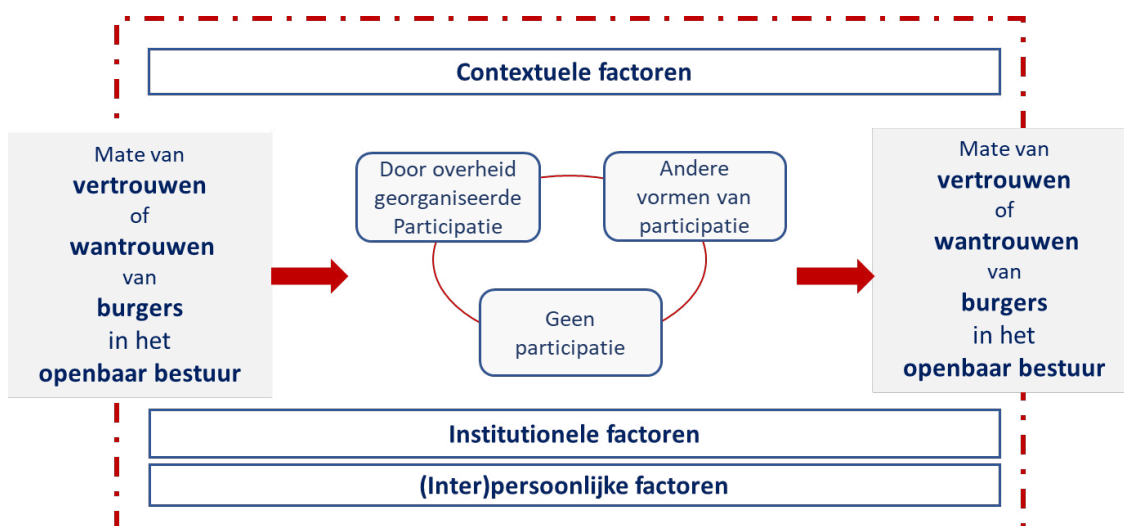 Contextuele factoren
Mate van
vertrouwen
of
wantrouwen
van
burgers
in het
openbaar bestuur
Door overheid
georganiseerde
Participatie
Andere
vormen van
participatie
Geen
participatie
Mate van
vertrouwen
of
wantrouwen
van
burgers
in het
openbaar bestuur
Institutionele factoren
(Inter)persoonlijke factoren